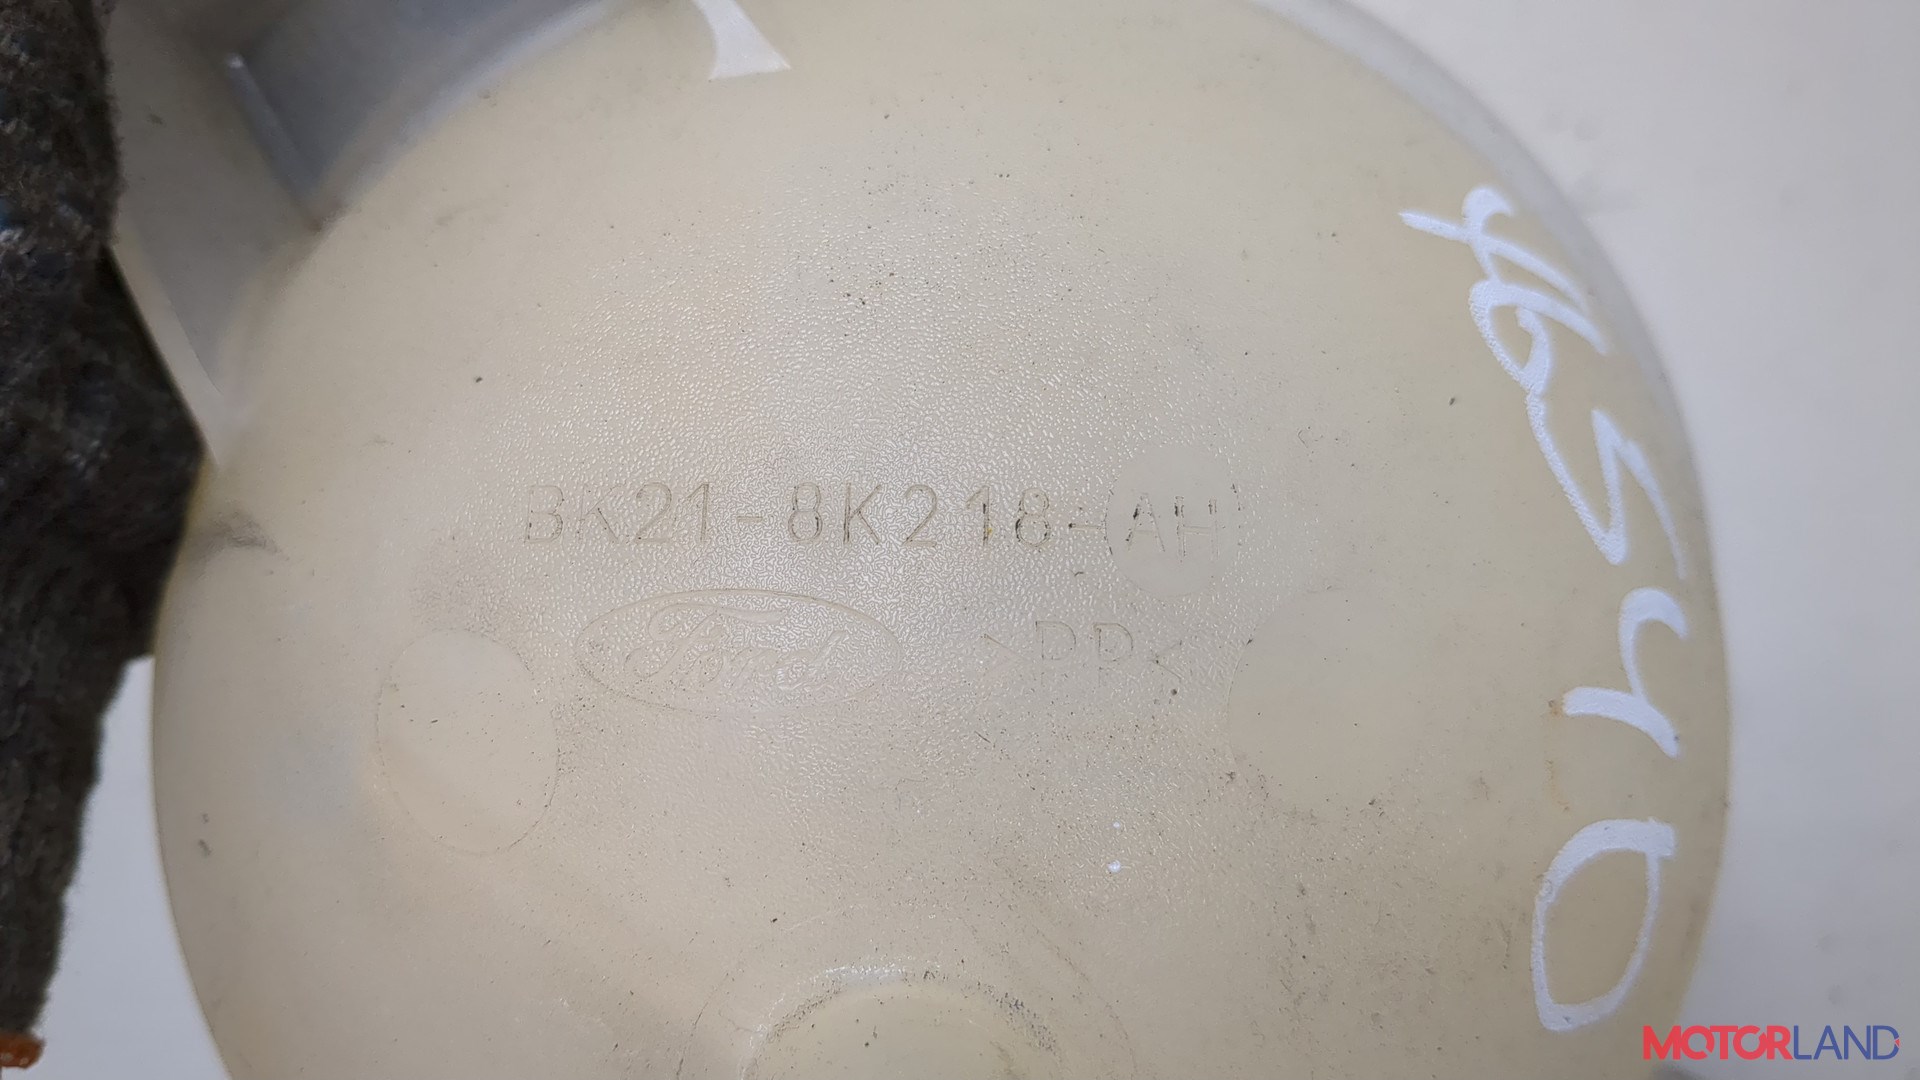 BK21-8K218-AH
Ford
>PP<
46540
MOTORLAND